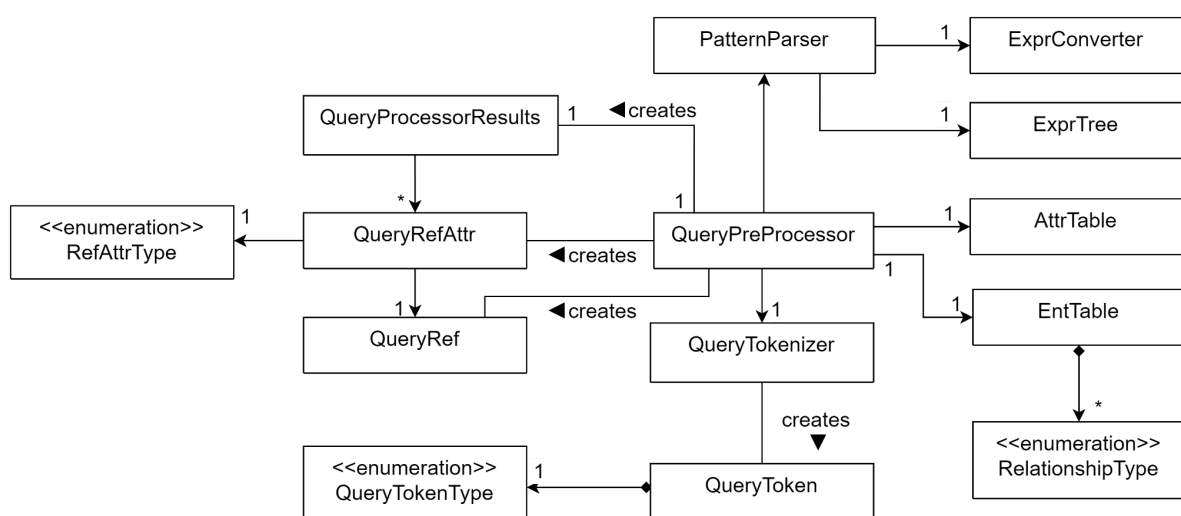 PatternParser
1
ExprConverter
QueryProcessorResults
1
◄creates
1
ExprTree
*
1
<<enumeration>>
RefAttrType
1
QueryRefAttr
QueryPreProcessor
1
AttrTable
◄creates
1
1
QueryRef
◄creates
1
QueryTokenizer
1
EntTable
creates
▼
*
<<enumeration>>
QueryTokenType
1
QueryToken
<<enumeration>>
RelationshipType